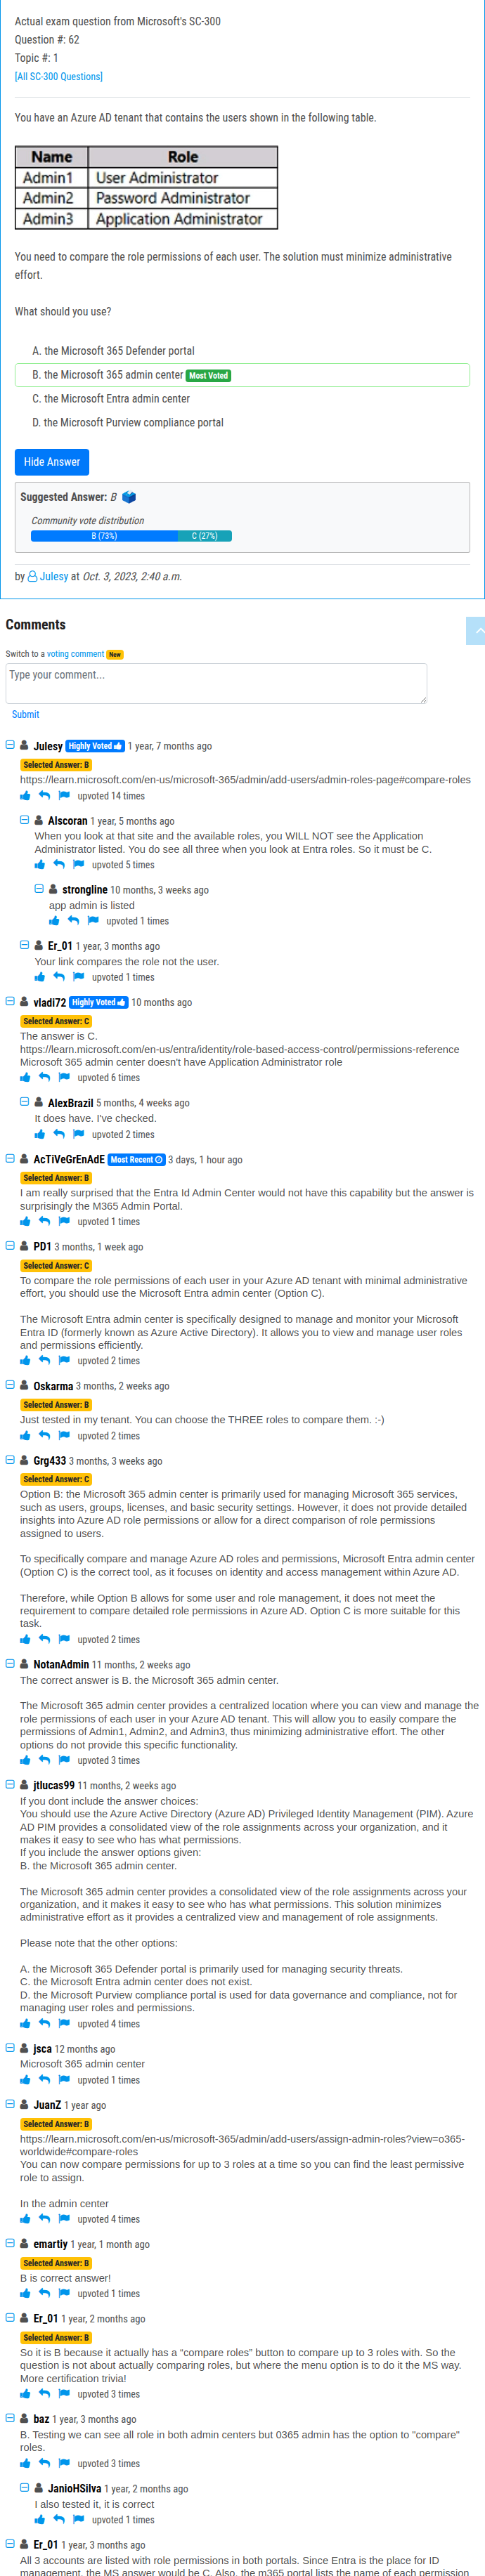 Actual exam question from Microsoft's SC-300
Question #: 62
Topic #: 1
[All SC-300 Questions]
You have an Azure AD tenant that contains the users shown in the following table.
Name Role
Admin1 User Administrator
Admin2 Password Administrator
Admin3 Application Administrator
You need to compare the role permissions of each user. The solution must minimize administrative
effort.
What should you use?
A. the Microsoft 365 Defender portal
B. the Microsoft 365 admin center Most Voted
C. the Microsoft Entra admin center
D. the Microsoft Purview compliance portal
Hide Answer
Suggested Answer: B
Community vote distribution
B (73%) C (27%)
by Julesy at Oct. 3, 2023, 2:40 a.m.
Comments
Switch to a voting comment New
Type your comment...
Submit
Julesy Highly Voted 1 year, 7 months ago
Selected Answer: B
https://learn.microsoft.com/en-us/microsoft-365/admin/add-users/admin-roles-page#compare-roles
upvoted 14 times
Alscoran 1 year, 5 months ago
When you look at that site and the available roles, you WILL NOT see the Application
Administrator listed. You do see all three when you look at Entra roles. So it must be C.
upvoted 5 times
strongline 10 months, 3 weeks ago
app admin is listed
upvoted 1 times
Er_01 1 year, 3 months ago
Your link compares the role not the user.
upvoted 1 times
vladi72 Highly Voted 10 months ago
Selected Answer: C
The answer is C.
https://learn.microsoft.com/en-us/entra/identity/role-based-access-control/permissions-reference
Microsoft 365 admin center doesn't have Application Administrator role
upvoted 6 times
AlexBrazil 5 months, 4 weeks ago
It does have. I've checked.
upvoted 2 times
AcTiVeGrEnAdE Most Recent 3 days, 1 hour ago
Selected Answer: B
I am really surprised that the Entra Id Admin Center would not have this capability but the answer is
surprisingly the M365 Admin Portal.
upvoted 1 times
PD1 3 months, 1 week ago
Selected Answer: C
To compare the role permissions of each user in your Azure AD tenant with minimal administrative
effort, you should use the Microsoft Entra admin center (Option C).
The Microsoft Entra admin center is specifically designed to manage and monitor your Microsoft
Entra ID (formerly known as Azure Active Directory). It allows you to view and manage user roles
and permissions efficiently.
upvoted 2 times
Oskarma 3 months, 2 weeks ago
Selected Answer: B
Just tested in my tenant. You can choose the THREE roles to compare them. :-)
upvoted 2 times
Grg433 3 months, 3 weeks ago
Selected Answer: C
Option B: the Microsoft 365 admin center is primarily used for managing Microsoft 365 services,
such as users, groups, licenses, and basic security settings. However, it does not provide detailed
insights into Azure AD role permissions or allow for a direct comparison of role permissions
assigned to users.
To specifically compare and manage Azure AD roles and permissions, Microsoft Entra admin center
(Option C) is the correct tool, as it focuses on identity and access management within Azure AD.
Therefore, while Option B allows for some user and role management, it does not meet the
requirement to compare detailed role permissions in Azure AD. Option C is more suitable for this
task.
upvoted 2 times
NotanAdmin 11 months, 2 weeks ago
The correct answer is B. the Microsoft 365 admin center.
The Microsoft 365 admin center provides a centralized location where you can view and manage the
role permissions of each user in your Azure AD tenant. This will allow you to easily compare the
permissions of Admin1, Admin2, and Admin3, thus minimizing administrative effort. The other
options do not provide this specific functionality.
upvoted 3 times
jtlucas99 11 months, 2 weeks ago
If you dont include the answer choices:
You should use the Azure Active Directory (Azure AD) Privileged Identity Management (PIM). Azure
AD PIM provides a consolidated view of the role assignments across your organization, and it
makes it easy to see who has what permissions.
If you include the answer options given:
B. the Microsoft 365 admin center.
The Microsoft 365 admin center provides a consolidated view of the role assignments across your
organization, and it makes it easy to see who has what permissions. This solution minimizes
administrative effort as it provides a centralized view and management of role assignments.
Please note that the other options:
A. the Microsoft 365 Defender portal is primarily used for managing security threats.
C. the Microsoft Entra admin center does not exist.
D. the Microsoft Purview compliance portal is used for data governance and compliance, not for
managing user roles and permissions.
upvoted 4 times
jsca 12 months ago
Microsoft 365 admin center
upvoted 1 times
JuanZ 1 year ago
Selected Answer: B
https://learn.microsoft.com/en-us/microsoft-365/admin/add-users/assign-admin-roles?view=o365-
worldwide#compare-roles
You can now compare permissions for up to 3 roles at a time so you can find the least permissive
role to assign.
In the admin center
upvoted 4 times
emartiy 1 year, 1 month ago
Selected Answer: B
B is correct answer!
upvoted 1 times
Er_01 1 year, 2 months ago
Selected Answer: B
So it is B because it actually has a “compare roles” button to compare up to 3 roles with. So the
question is not about actually comparing roles, but where the menu option is to do it the MS way.
More certification trivia!
upvoted 3 times
baz 1 year, 3 months ago
B. Testing we can see all role in both admin centers but 0365 admin has the option to "compare"
roles.
upvoted 3 times
JanioHSilva 1 year, 2 months ago
I also tested it, it is correct
upvoted 1 times
Er_01 1 year, 3 months ago
All 3 accounts are listed with role permissions in both portals. Since Entra is the place for ID
management, the MS answer would be C. Also, the m365 portal lists the name of each permission